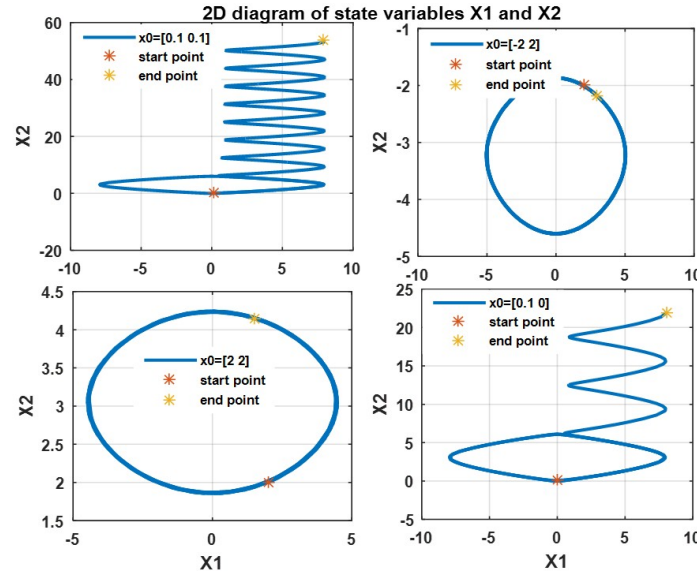 2D diagram of state variables X1 and X2
60
40
20
0
-20
-10
-5
0
5
10
X2
x0=[0.1 0.1]
start point
end point
-1
-2
-3
-4
-5
-10
-5
0
5
10
X2
x0=[-2 2]
start point
end point
4.5
4
3.5
3
2.5
2
1.5
-5
0
5
X2
X1
x0=[2 2]
start point
end point
25
20
15
10
5
0
-5
-10
-5
0
5
10
X2
X1
x0=[0.1 0]
start point
end point